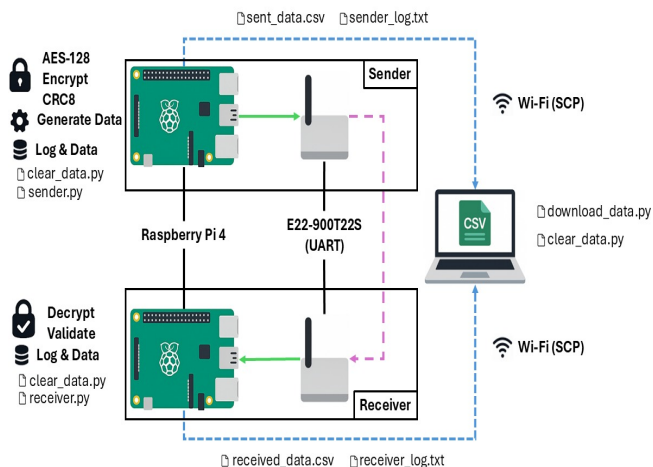 sent_data.csv sender_log.txt
AES-128
Encrypt
CRC8
Generate Data
Log & Data
clear_data.py
sender.py
Sender
Wi-Fi (SCP)
Raspberry Pi 4
E22-900T22S
(UART)
CSV
download_data.py
clear_data.py
Decrypt
Validate
Log & Data
clear_data.py
receiver.py
Receiver
Wi-Fi (SCP)
received_data.csv receiver_log.txt